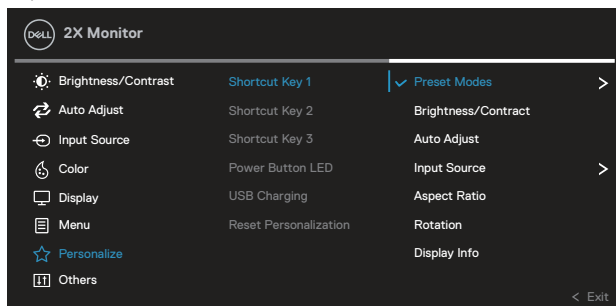 DELL 2X Monitor
Brightness/Contrast Shortcut Key 1 Preset Modes >
Auto Adjust Shortcut Key 2 Brightness/Contract
Input Source Shortcut Key 3 Auto Adjust
Color Power Button LED Input Source >
Display USB Charging Aspect Ratio
Menu Reset Personalization Rotation
Personalize Display Info
Others
< Exit